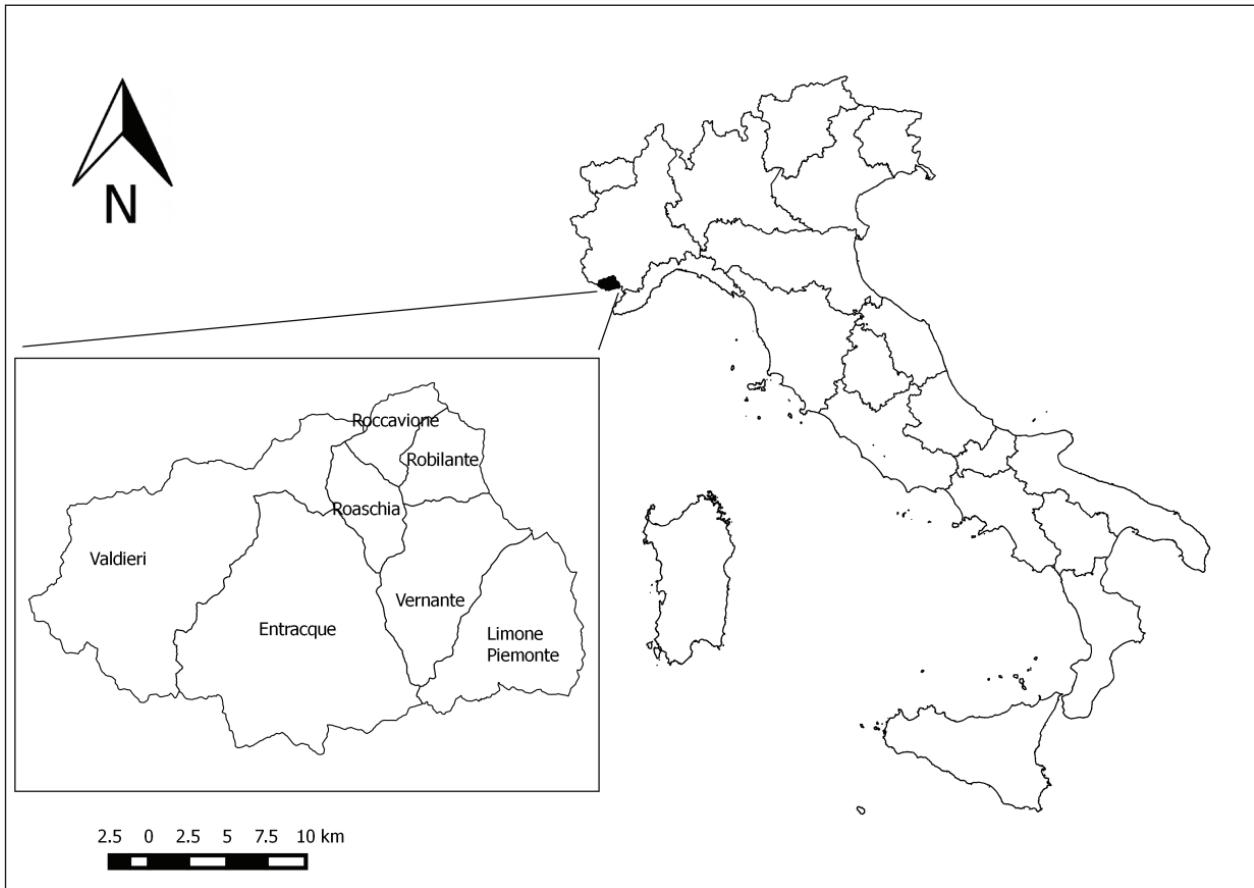 N
Roccavione
Robilante
Roaschia
Valdieri
Vernante
Entracque
Limone
Piemonte
2.5 0 2.5 5 7.5 10 km